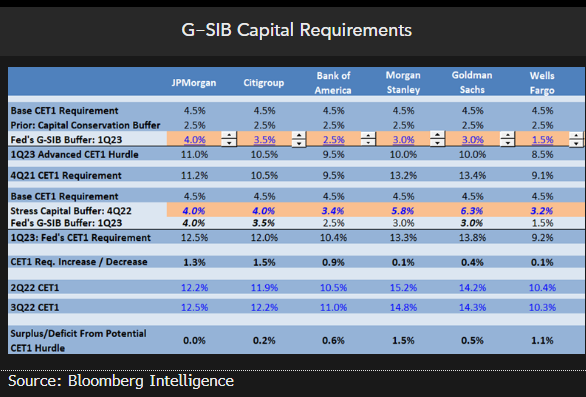 G-SIB Capital Requirements
JPMorgan Citigroup Bank of America Morgan Stanley Goldman Sachs Wells Fargo
Base CET1 Requirement 4.5% 4.5% 4.5% 4.5% 4.5% 4.5%
Prior: Capital Conservation Buffer 2.5% 2.5% 2.5% 2.5% 2.5% 2.5%
Fed's G-SIB Buffer: 1Q23 4.0% 3.5% 2.5% 3.0% 3.0% 1.5%
1Q23 Advanced CET1 Hurdle 11.0% 10.5% 9.5% 10.0% 10.0% 8.5%
4Q21 CET1 Requirement 11.2% 10.5% 9.5% 13.2% 13.4% 9.1%
Base CET1 Requirement 4.5% 4.5% 4.5% 4.5% 4.5% 4.5%
Stress Capital Buffer: 4Q22 4.0% 4.0% 3.4% 5.8% 6.3% 3.2%
Fed's G-SIB Buffer: 1Q23 4.0% 3.5% 2.5% 3.0% 3.0% 1.5%
1Q23: Fed's CET1 Requirement 12.5% 12.0% 10.4% 13.3% 13.8% 9.2%
CET1 Req. Increase / Decrease 1.3% 1.5% 0.9% 0.1% 0.4% 0.1%
2Q22 CET1 12.2% 11.9% 10.5% 15.2% 14.2% 10.4%
3Q22 CET1 12.5% 12.2% 11.0% 14.8% 14.3% 10.3%
Surplus/Deficit From Potential
CET1 Hurdle 0.0% 0.2% 0.6% 1.5% 0.5% 1.1%
Source: Bloomberg Intelligence